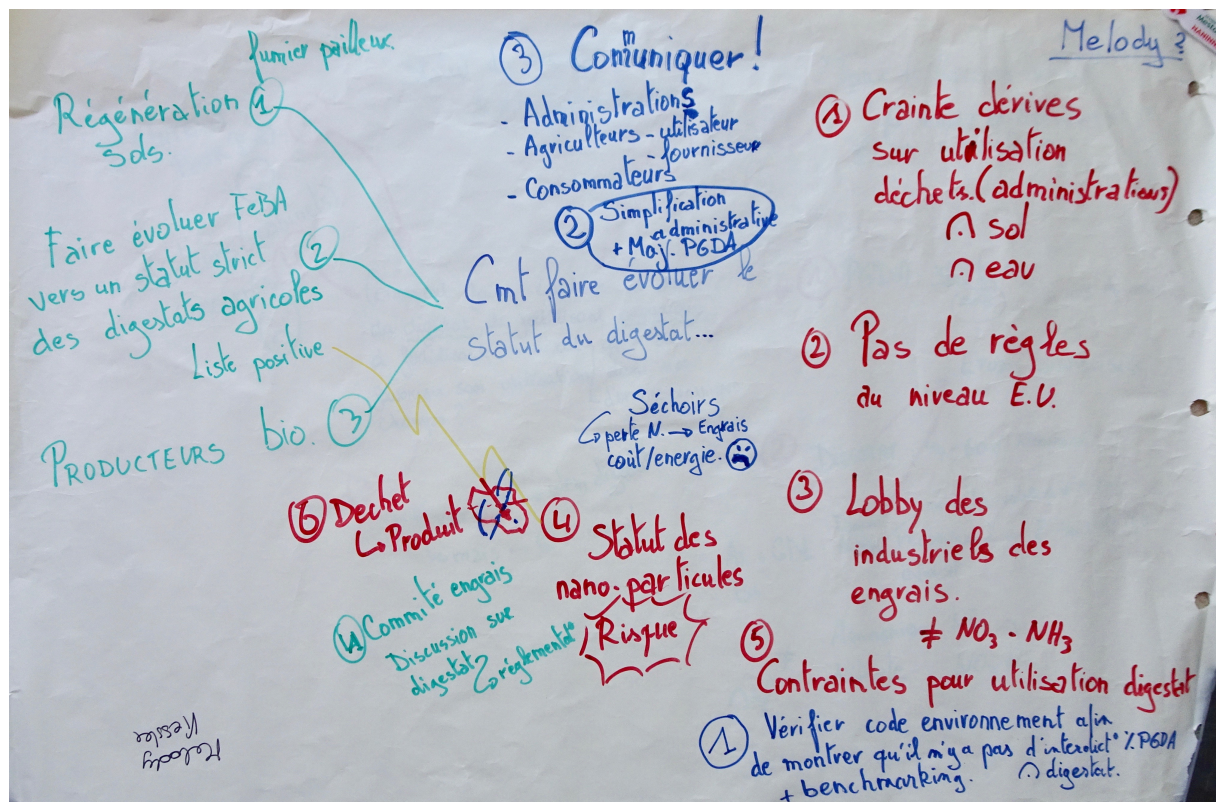 fumier pailleux.
Régénération ①
sols.
Faire évoluer FeBA
vers un statut strict ②
des digestats agricoles
Liste positive
PRODUCTEURS bio. ③
③ Communiquer !
- Administrations
- Agriculteurs - utilisateur
- fournisseur
- Consommateurs
② Simplification
administrative
+ Maj. PGDA
Cmt faire évoluer le
statut du digestat...
Séchoirs
↪ perte N. → Engrais
coût/energie. ☹
⑥ Dechet
↪ Produit
④ Statut des
nano-particules
Risque
④ Committé engrais
Discussion sur
digestat
réglementat°
Melody ?
① Crainte dérives
sur utilisation
déchets. (administrations)
∩ sol
∩ eau
② Pas de règles
au niveau E.U.
③ Lobby des
industriels des
engrais.
≠ NO3 - NH3
⑤
Contraintes pour utilisation digestat
① Vérifier code environnement afin
de montrer qu'il n'y a pas d'interdict° ٪ PGDA
+ benchmarking. ∩ digestat.
Melody
Kessler